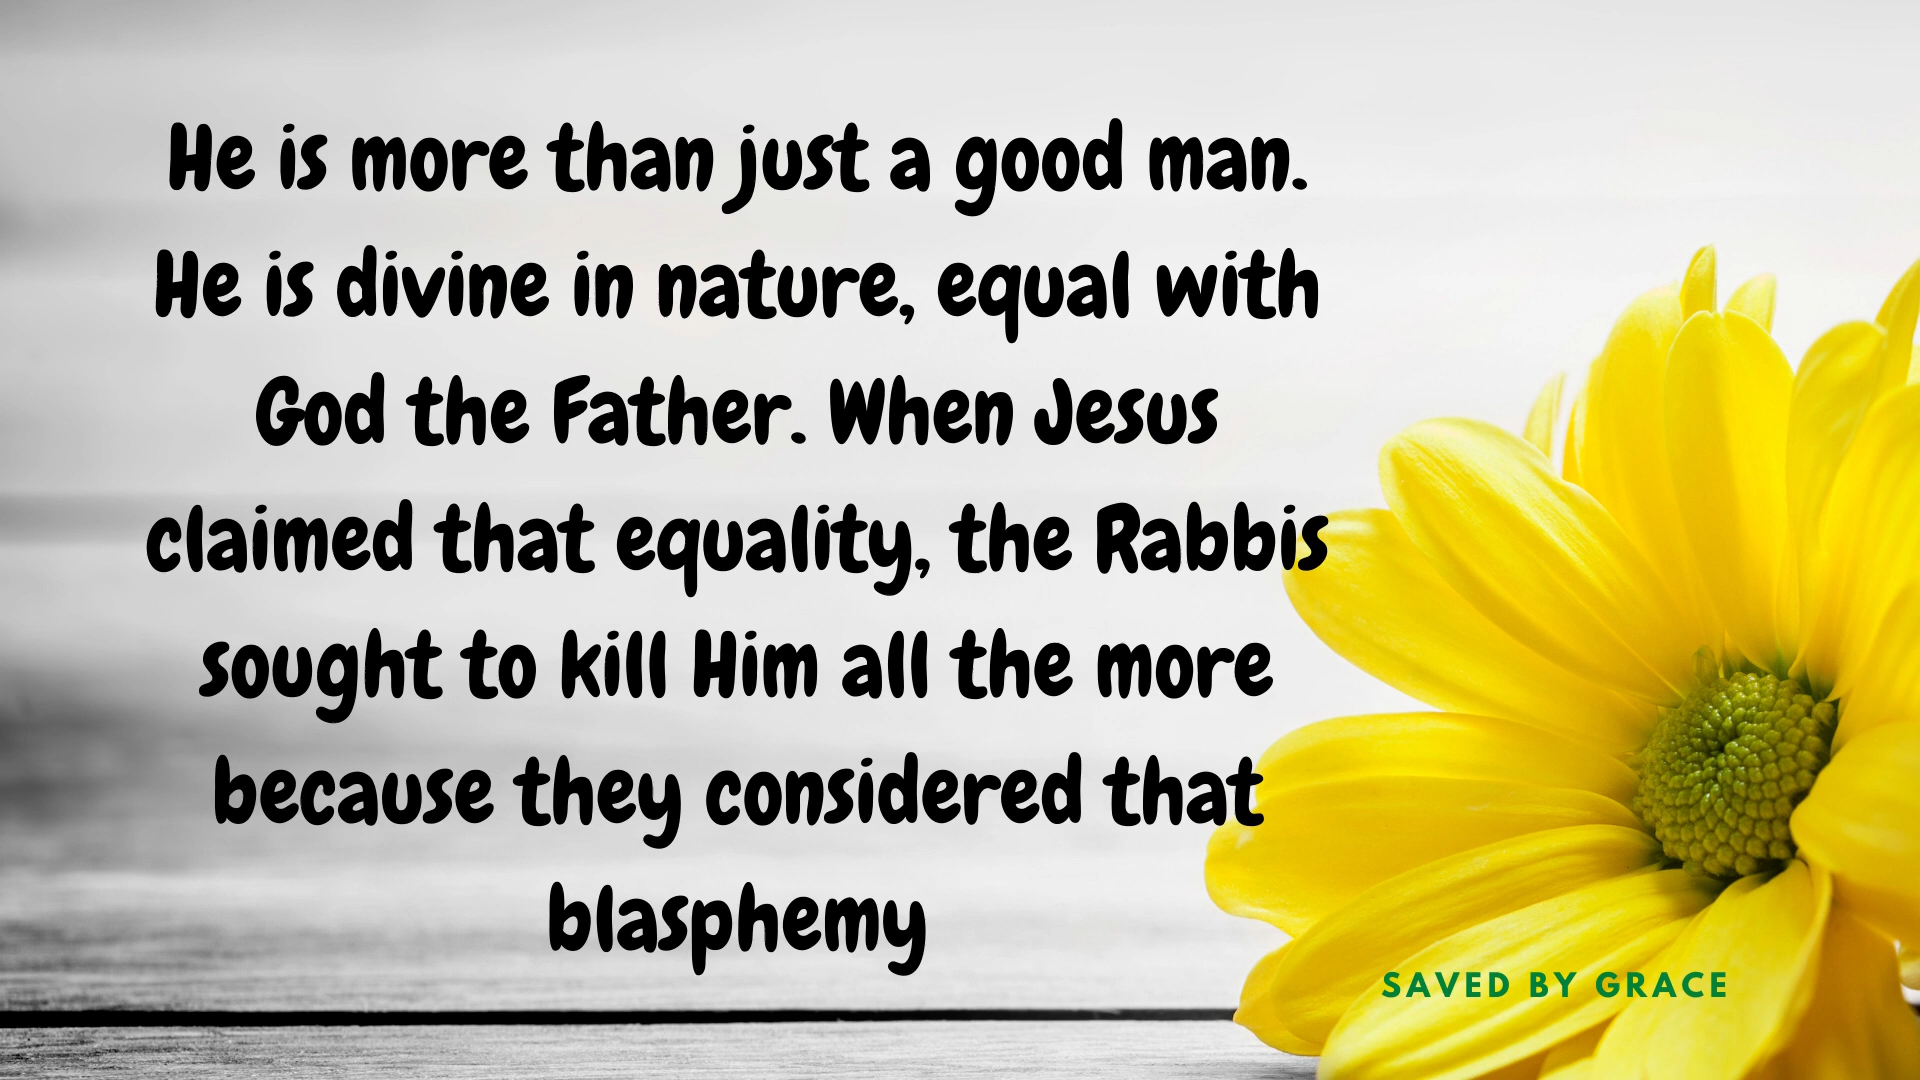 He is more than just a good man.
He is divine in nature, equal with
God the Father. When Jesus
claimed that equality, the Rabbis
sought to kill Him all the more
because they considered that
blasphemy
SAVED BY GRACE